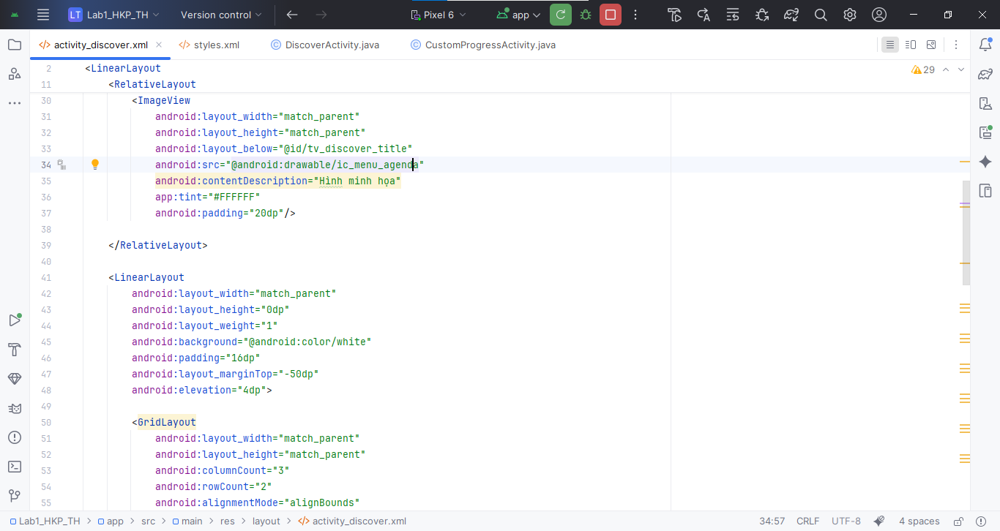 LT Lab1_HKP_TH Version control Pixel 6 app
activity_discover.xml styles.xml DiscoverActivity.java CustomProgressActivity.java
2 <LinearLayout 29
11 <RelativeLayout
30 <ImageView
31 android:layout_width="match_parent"
32 android:layout_height="match_parent"
33 android:layout_below="@id/tv_discover_title"
34 android:src="@android:drawable/ic_menu_agenda"
35 android:contentDescription="Hình minh họa"
36 app:tint="#FFFFFF"
37 android:padding="20dp"/>
38
39 </RelativeLayout>
40
41 <LinearLayout
42 android:layout_width="match_parent"
43 android:layout_height="0dp"
44 android:layout_weight="1"
45 android:background="@android:color/white"
46 android:padding="16dp"
47 android:layout_marginTop="-50dp"
48 android:elevation="4dp">
49
50 <GridLayout
51 android:layout_width="match_parent"
52 android:layout_height="match_parent"
53 android:columnCount="3"
54 android:rowCount="2"
55 android:alignmentMode="alignBounds"
Lab1_HKP_TH > app > src > main > res > layout > activity_discover.xml 34:57 CRLF UTF-8 4 spaces